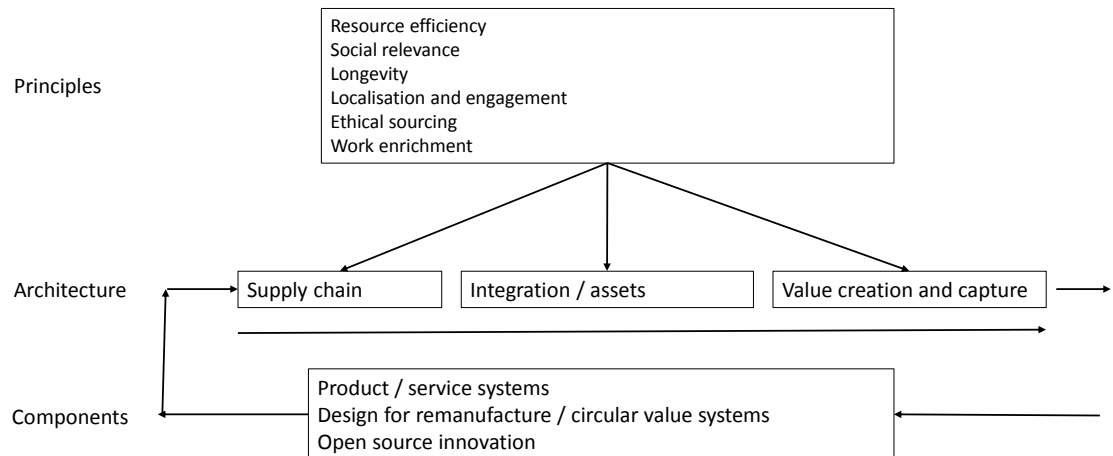 Principles
Resource efficiency
Social relevance
Longevity
Localisation and engagement
Ethical sourcing
Work enrichment
Architecture
Supply chain
Integration / assets
Value creation and capture
Components
Product / service systems
Design for remanufacture / circular value systems
Open source innovation